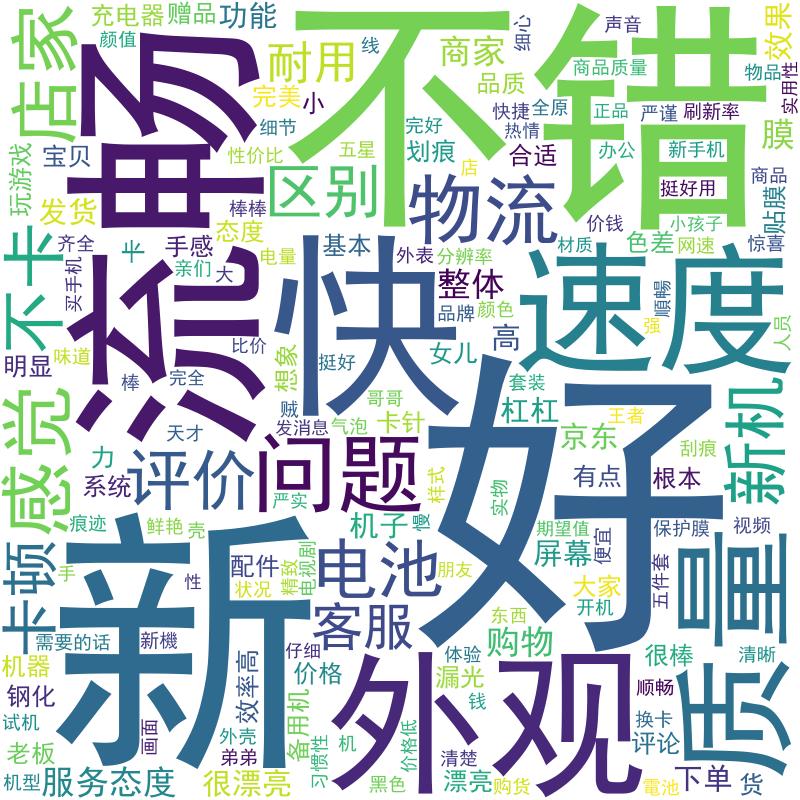 店家
充电器
赠品
功能
颜值
畅
不错
线
细心
声音
效果
耐用
商家
完美
小
品质
商品质量
物品
实用性
细节
完好
快捷
全原
正品
严谨
刷新率
热情
膜
玩游戏
宝贝
性价比
五星
划痕
合适
办公
新手机
店
区别
物流
挺好用
商品
贴膜
发货
棒棒
态度
价钱
小孩子
不卡
齐全
卡
手感
电量
基本
外表
分辨率
材质
色差
网速
惊喜
亲们
大
整体
买手机
流
快
速度
順暢
品牌
颜色
强
人员
明显
味道
比价
高
女儿
想象
挺好
棒
完全
套装
哥哥
贼
感觉
好
杠杠
王者
新机
发消息
气泡
卡针
天才
京东
刮痕
力
评价
问题
系统
严实
样式
实物
有点
根本
痕迹
鲜艳
壳
机子
慢
期望值
保护膜
视频
卡顿
新
电池
屏幕
便宜
五件套
质量
手
性
配件
状况
精致
电视剧
朋友
大家
开机
客服
东西
需要的话
新機
仔细
购物
体验
很棒
清晰
机器
效率高
价格
漏光
外观
钢化
备用机
钱
顺畅
试机
画面
外壳
习惯性
机
价格低
换卡
评论
老板
弟弟
清楚
机型
服务态度
很漂亮
黑色
漂亮
购货
電池
下单
货